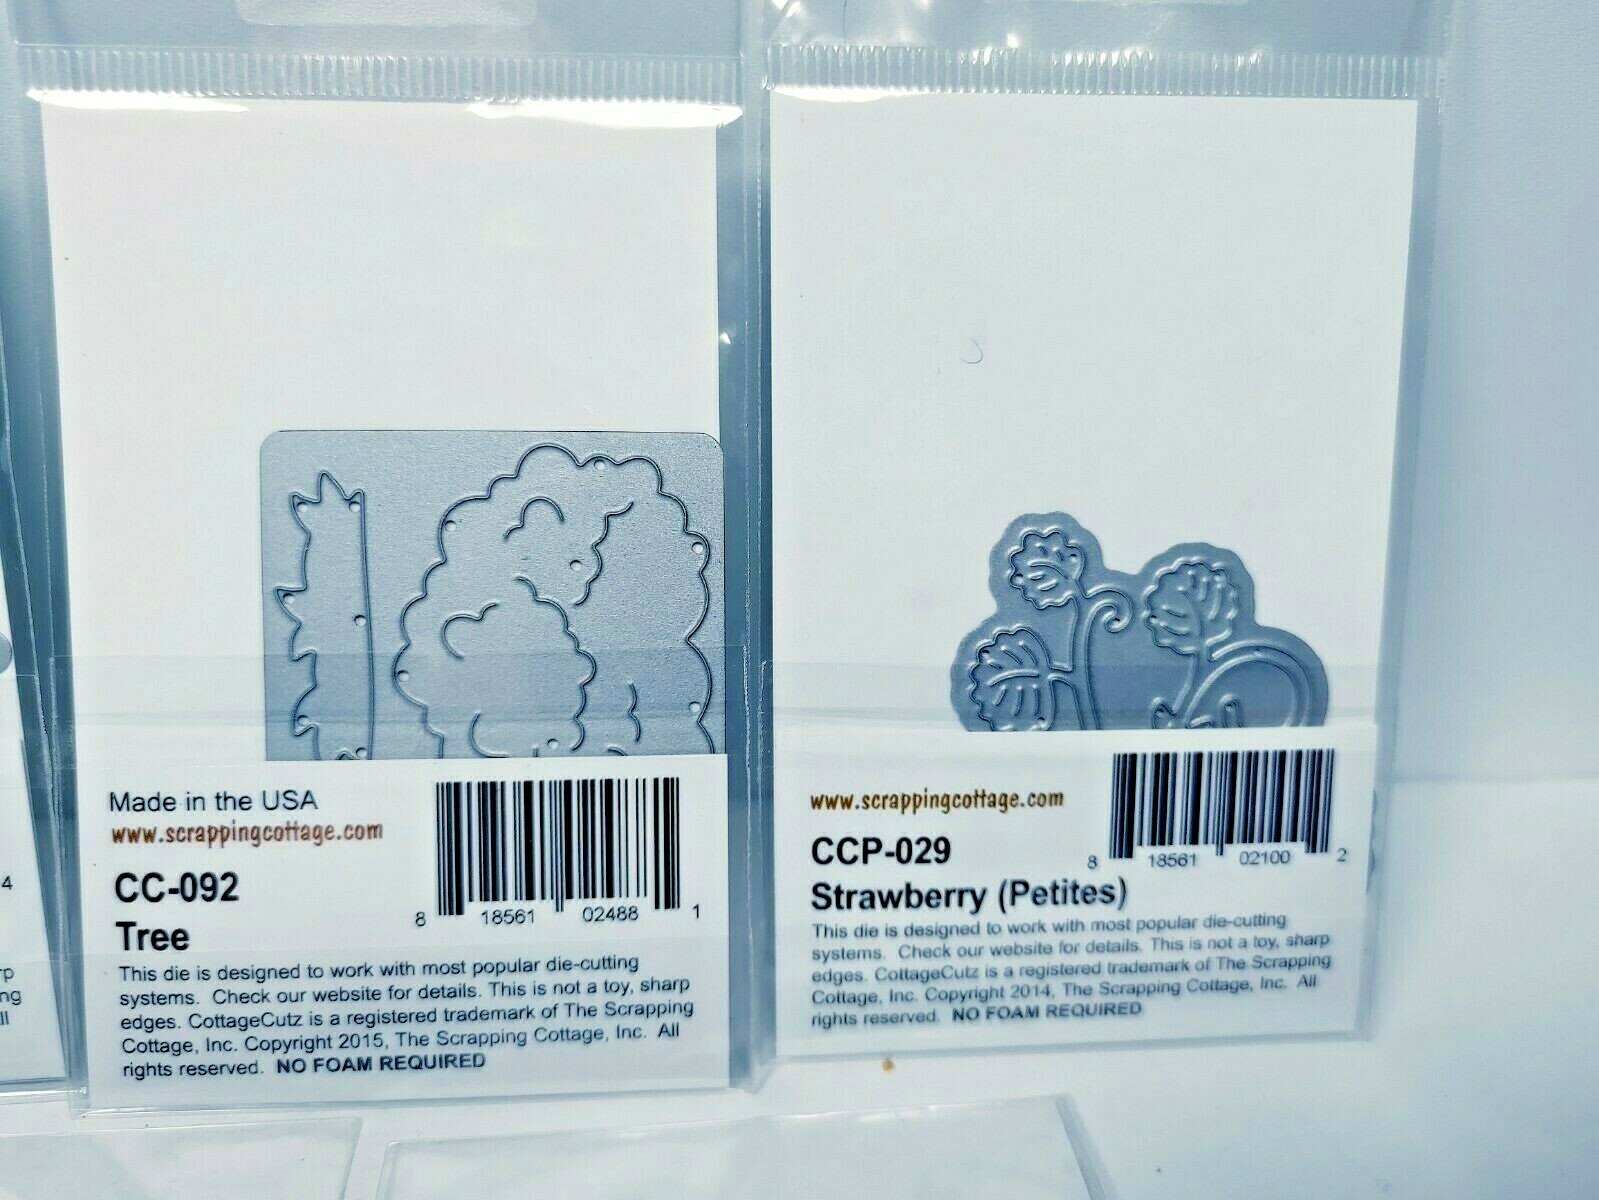 Made in the USA
www.scrappingcottage.com
CC-092
Tree
8 18561 02488 1
This die is designed to work with most popular die-cutting
systems. Check our website for details. This is not a toy, sharp
edges. CottageCutz is a registered trademark of The Scrapping
Cottage, Inc. Copyright 2015, The Scrapping Cottage, Inc. All
rights reserved. NO FOAM REQUIRED
www.scrappingcottage.com
CCP-029
Strawberry (Petites)
8 18561 02100 2
This die is designed to work with most popular die-cutting
systems. Check our website for details. This is not a toy, sharp
edges. CottageCutz is a registered trademark of The Scrapping
Cottage, Inc. Copyright 2014, The Scrapping Cottage, Inc. All
rights reserved. NO FOAM REQUIRED
4